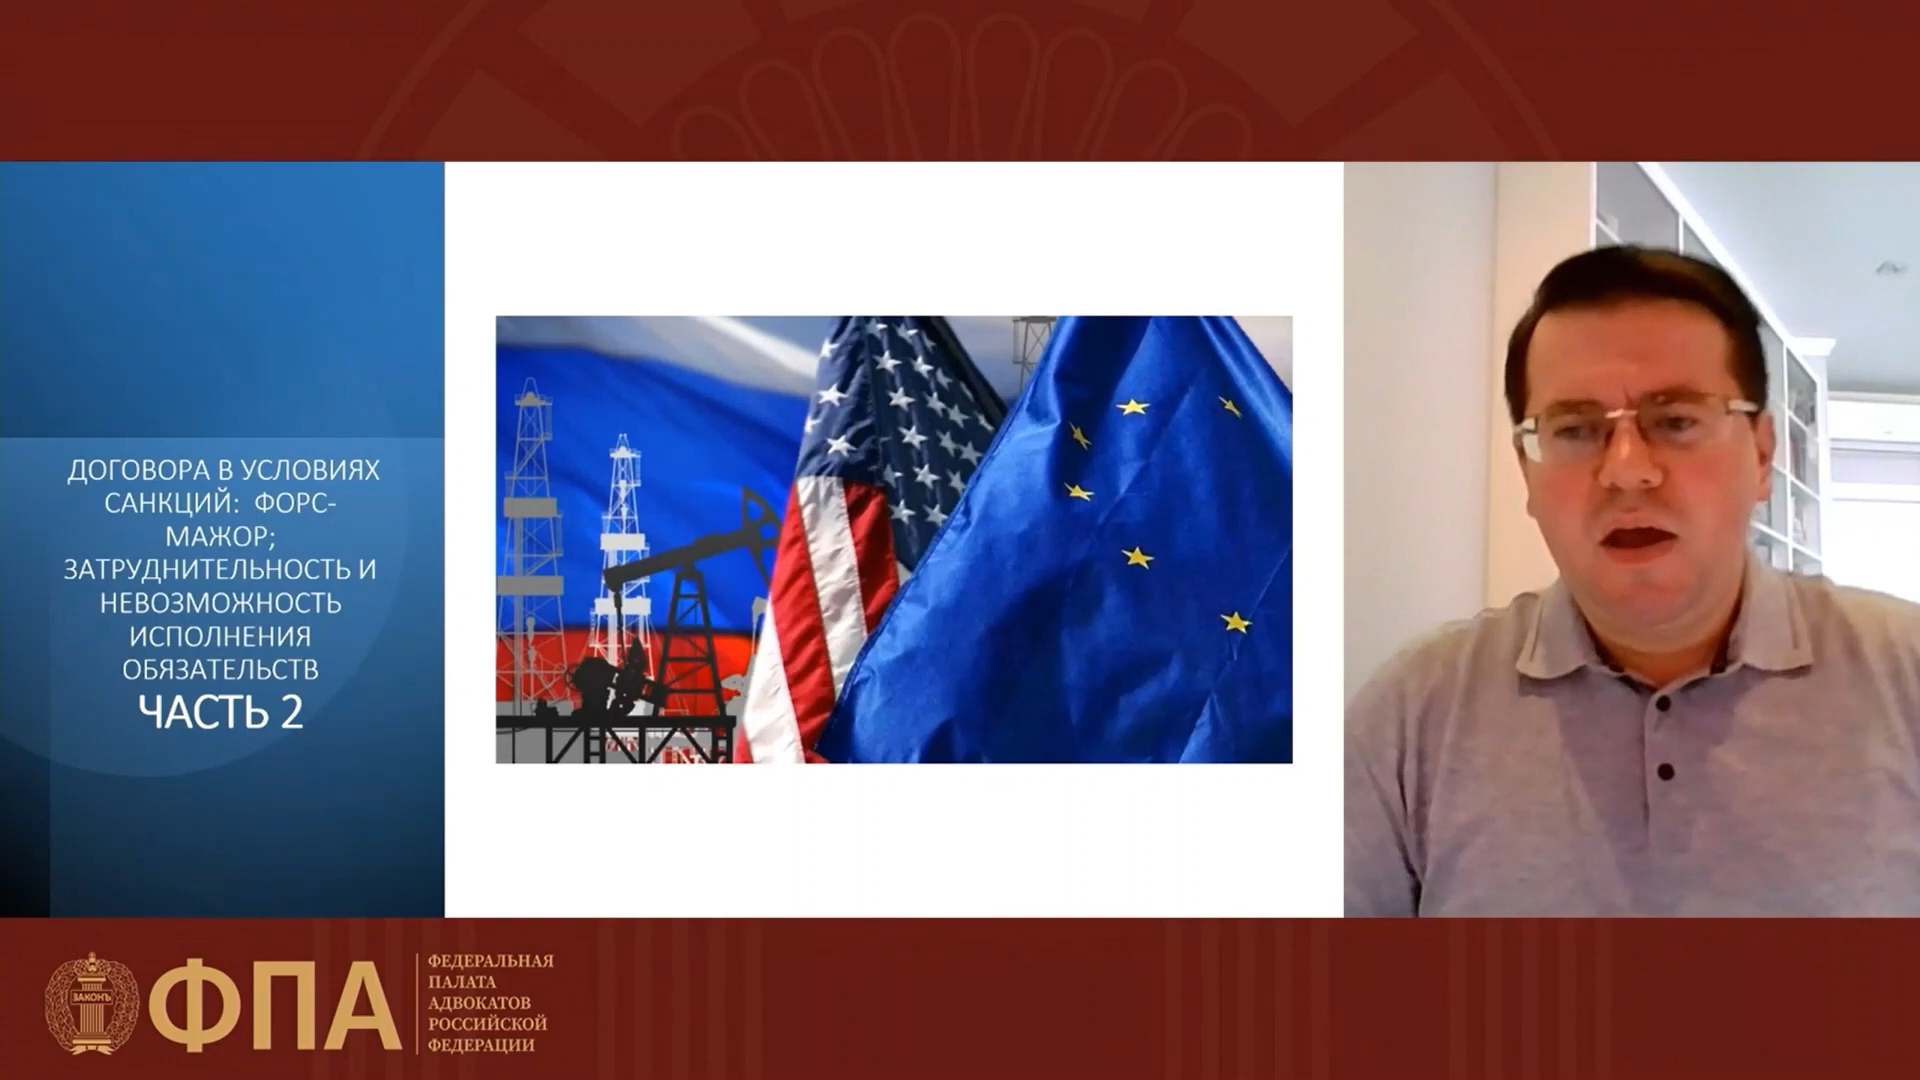 ДОГОВОРА В УСЛОВИЯХ
САНКЦИЙ: ФОРС-
МАЖОР;
ЗАТРУДНИТЕЛЬНОСТЬ И
НЕВОЗМОЖНОСТЬ
ИСПОЛНЕНИЯ
ОБЯЗАТЕЛЬСТВ
ЧАСТЬ 2
ЗАКОНЪ
ФПА
ФЕДЕРАЛЬНАЯ
ПАЛАТА
АДВОКАТОВ
РОССИЙСКОЙ
ФЕДЕРАЦИИ